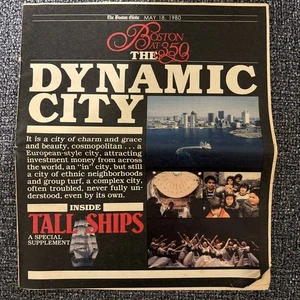 The Boston Globe MAY 18, 1980
BOSTON
AT 350
THE
DYNAMIC
CITY
It is a city of charm and grace
and beauty, cosmopolitan . . . a
European-style city, attracting
investment money from across
the world, an "in" city, but still
a city of ethnic neighborhoods
and group turf, a complex city,
often troubled, never fully un-
derstood, even by its own.
INSIDE
TALL SHIPS
A SPECIAL
SUPPLEMENT